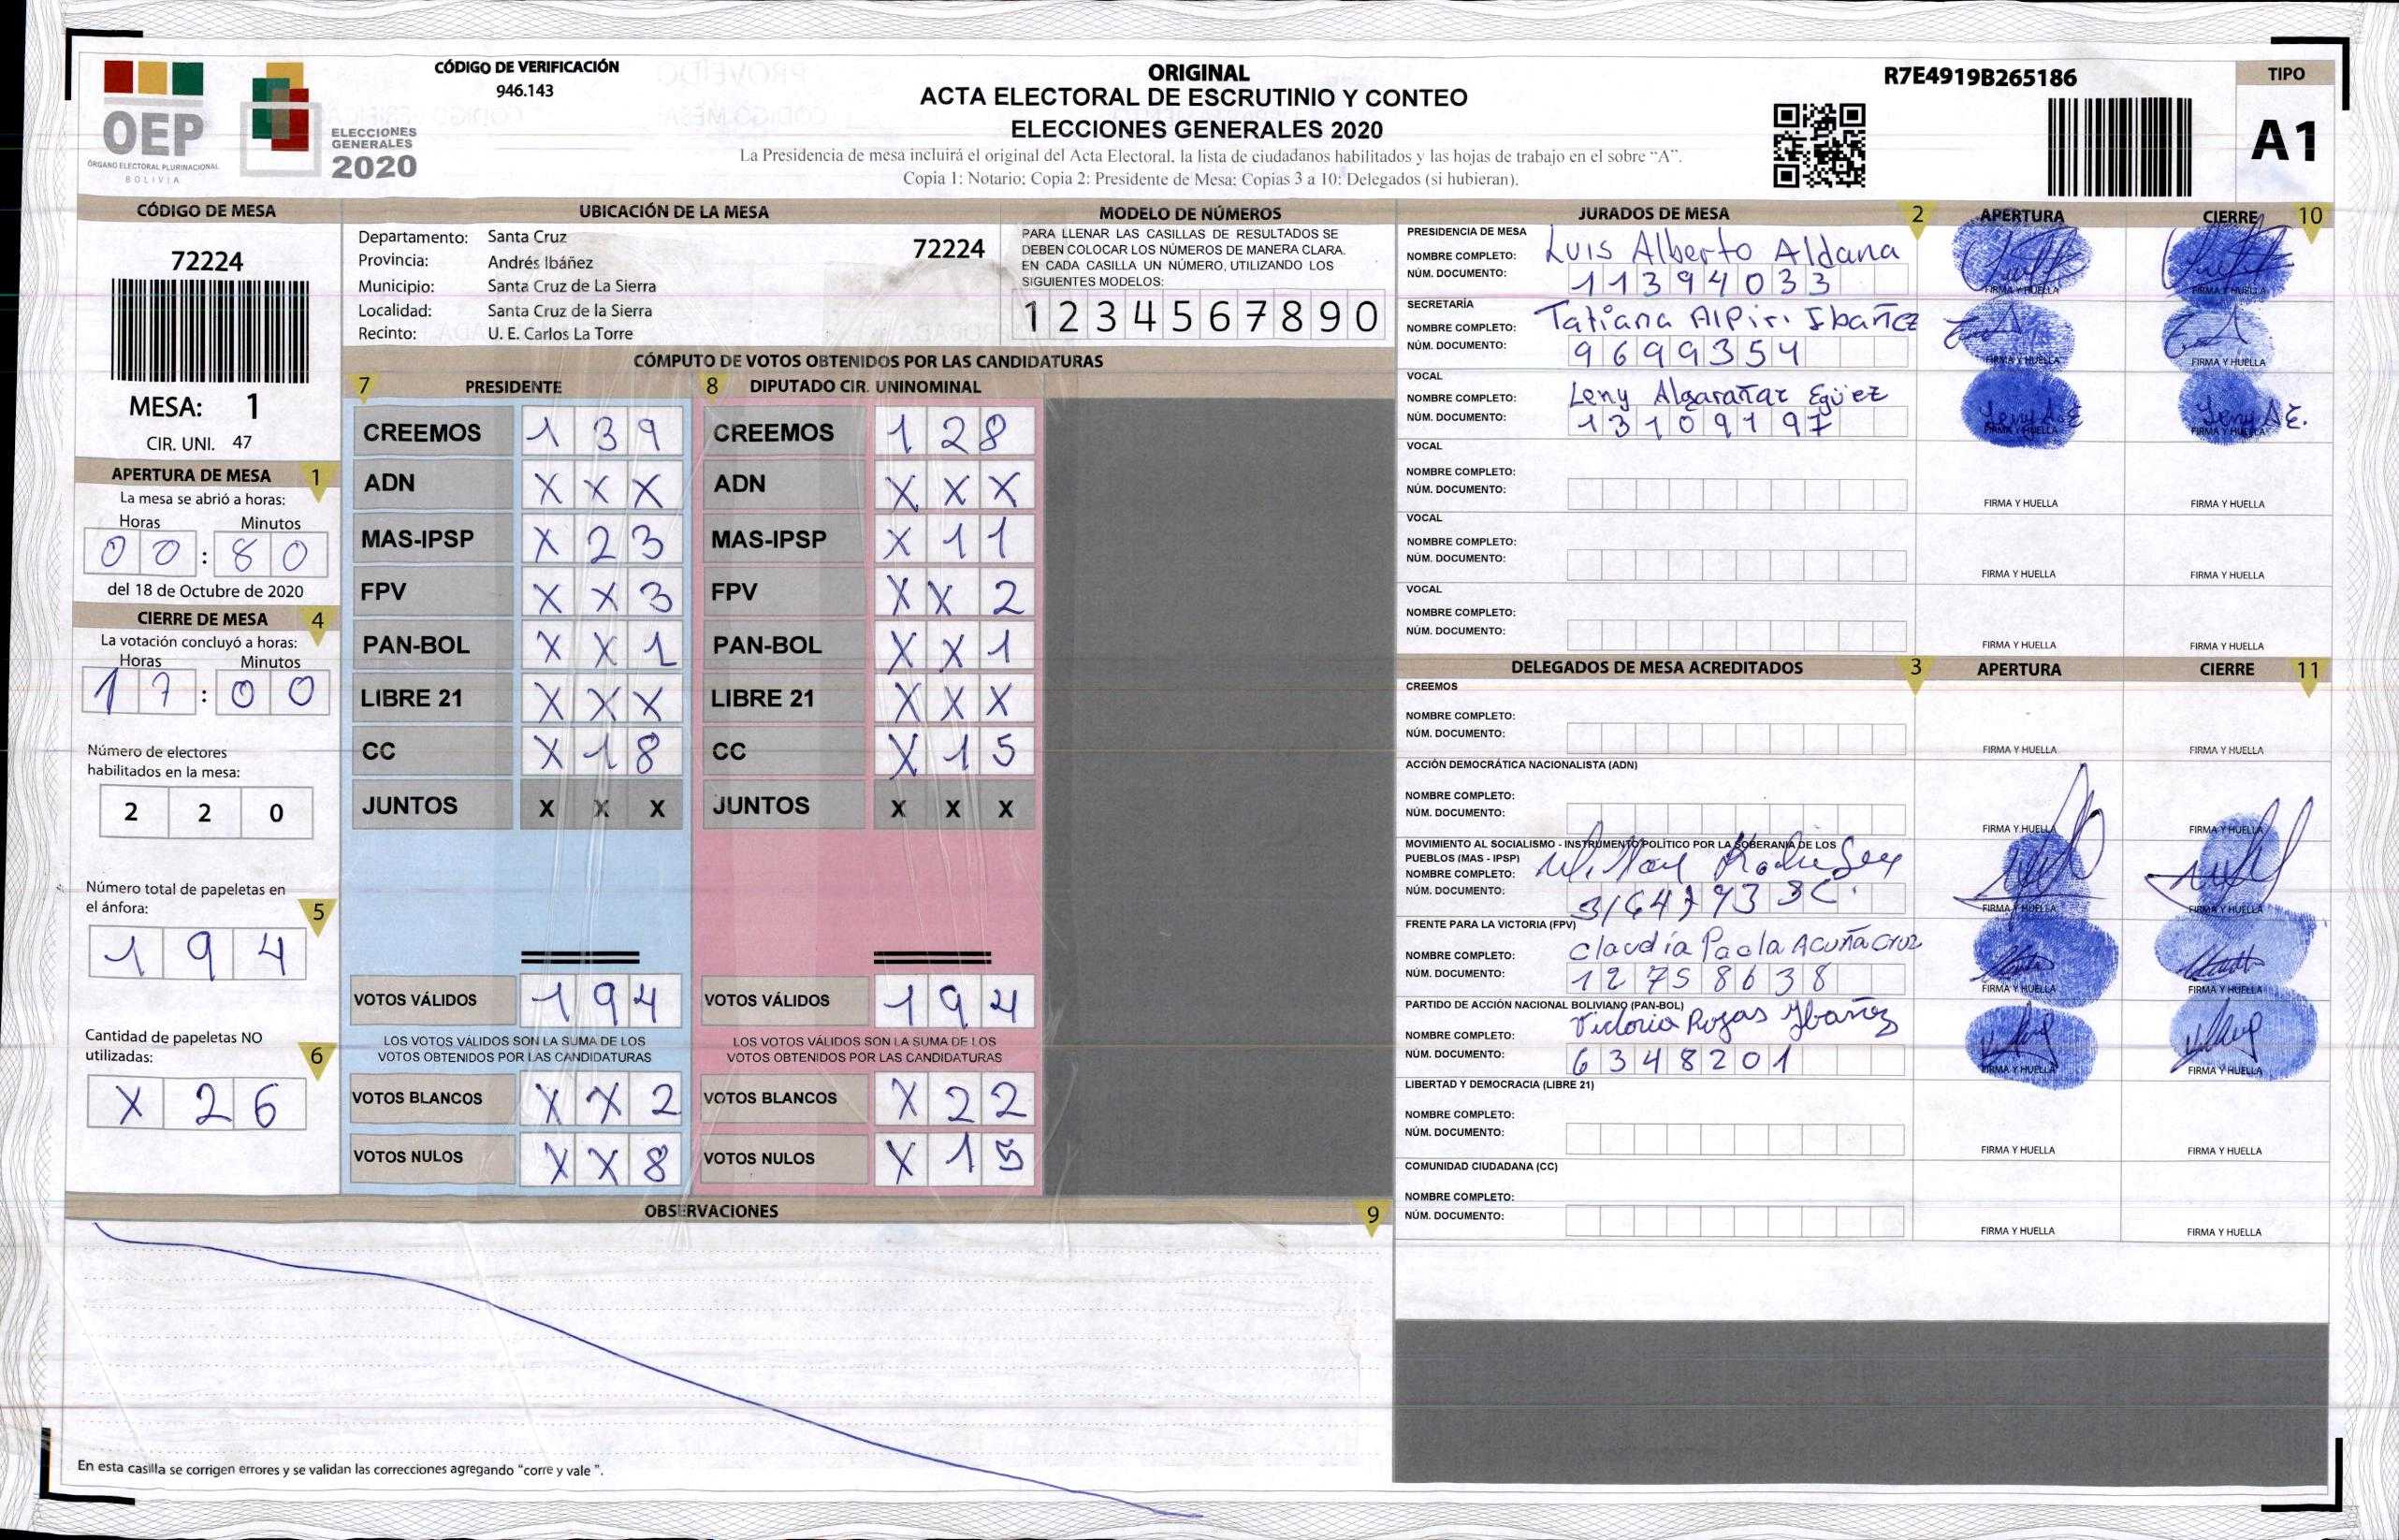 CÓDIGO DE VERIFICACIÓN
946.143
OEP
ÓRGANO ELECTORAL PLURINACIONAL
BOLIVIA
ELECCIONES
GENERALES
2020
ORIGINAL
ACTA ELECTORAL DE ESCRUTINIO Y CONTEO
ELECCIONES GENERALES 2020
La Presidencia de mesa incluirá el original del Acta Electoral, la lista de ciudadanos habilitados y las hojas de trabajo en el sobre “A”.
Copia 1: Notario; Copia 2: Presidente de Mesa; Copias 3 a 10: Delegados (si hubieran).
R7E4919B265186
TIPO
A1
CÓDIGO DE MESA
72224
MESA: 1
CIR. UNI. 47
APERTURA DE MESA 1
La mesa se abrió a horas:
Horas Minutos
0 0 : 8 0
del 18 de Octubre de 2020
CIERRE DE MESA 4
La votación concluyó a horas:
Horas Minutos
1 7 : 0 0
Número de electores
habilitados en la mesa:
2 2 0
Número total de papeletas en
el ánfora: 5
1 9 4
Cantidad de papeletas NO
utilizadas: 6
X 2 6
UBICACIÓN DE LA MESA
Departamento: Santa Cruz 72224
Provincia: Andrés Ibáñez
Municipio: Santa Cruz de La Sierra
Localidad: Santa Cruz de la Sierra
Recinto: U. E. Carlos La Torre
MODELO DE NÚMEROS
PARA LLENAR LAS CASILLAS DE RESULTADOS SE
DEBEN COLOCAR LOS NÚMEROS DE MANERA CLARA.
EN CADA CASILLA UN NÚMERO, UTILIZANDO LOS
SIGUIENTES MODELOS:
1 2 3 4 5 6 7 8 9 0
CÓMPUTO DE VOTOS OBTENIDOS POR LAS CANDIDATURAS
7 PRESIDENTE 8 DIPUTADO CIR. UNINOMINAL
CREEMOS 1 3 9 CREEMOS 1 2 8
ADN X X X ADN X X X
MAS-IPSP X 2 3 MAS-IPSP X 1 1
FPV X X 3 FPV X X 2
PAN-BOL X X 1 PAN-BOL X X 1
LIBRE 21 X X X LIBRE 21 X X X
CC X 1 8 CC X 1 5
JUNTOS X X X JUNTOS X X X
VOTOS VÁLIDOS 1 9 4 VOTOS VÁLIDOS 1 9 4
LOS VOTOS VÁLIDOS SON LA SUMA DE LOS LOS VOTOS VÁLIDOS SON LA SUMA DE LOS
VOTOS OBTENIDOS POR LAS CANDIDATURAS VOTOS OBTENIDOS POR LAS CANDIDATURAS
VOTOS BLANCOS X X 2 VOTOS BLANCOS X 2 2
VOTOS NULOS X X 8 VOTOS NULOS X 1 5
OBSERVACIONES 9
En esta casilla se corrigen errores y se validan las correcciones agregando “corre y vale ”.
JURADOS DE MESA 2 APERTURA CIERRE 10
PRESIDENCIA DE MESA
NOMBRE COMPLETO: Luis Alberto Aldana
NÚM. DOCUMENTO: 11394033
FIRMA Y HUELLA FIRMA Y HUELLA
SECRETARÍA
NOMBRE COMPLETO: Tatiana Alpiri Ibañez
NÚM. DOCUMENTO: 9699354
FIRMA Y HUELLA FIRMA Y HUELLA
VOCAL
NOMBRE COMPLETO: Leny Algarañaz Egüez
NÚM. DOCUMENTO: 13109197
FIRMA Y HUELLA FIRMA Y HUELLA
VOCAL
NOMBRE COMPLETO:
NÚM. DOCUMENTO:
FIRMA Y HUELLA FIRMA Y HUELLA
VOCAL
NOMBRE COMPLETO:
NÚM. DOCUMENTO:
FIRMA Y HUELLA FIRMA Y HUELLA
VOCAL
NOMBRE COMPLETO:
NÚM. DOCUMENTO:
FIRMA Y HUELLA FIRMA Y HUELLA
DELEGADOS DE MESA ACREDITADOS 3 APERTURA CIERRE 11
CREEMOS
NOMBRE COMPLETO:
NÚM. DOCUMENTO:
FIRMA Y HUELLA FIRMA Y HUELLA
ACCIÓN DEMOCRÁTICA NACIONALISTA (ADN)
NOMBRE COMPLETO:
NÚM. DOCUMENTO:
FIRMA Y HUELLA FIRMA Y HUELLA
MOVIMIENTO AL SOCIALISMO - INSTRUMENTO POLÍTICO POR LA SOBERANÍA DE LOS
PUEBLOS (MAS - IPSP)
NOMBRE COMPLETO:
NÚM. DOCUMENTO:
FIRMA Y HUELLA FIRMA Y HUELLA
FRENTE PARA LA VICTORIA (FPV)
NOMBRE COMPLETO: Claudia Paola Acuña Cruz
NÚM. DOCUMENTO: 12758638
FIRMA Y HUELLA FIRMA Y HUELLA
PARTIDO DE ACCIÓN NACIONAL BOLIVIANO (PAN-BOL)
NOMBRE COMPLETO: Victoria Rojas Ybañez
NÚM. DOCUMENTO: 6348201
FIRMA Y HUELLA FIRMA Y HUELLA
LIBERTAD Y DEMOCRACIA (LIBRE 21)
NOMBRE COMPLETO:
NÚM. DOCUMENTO:
FIRMA Y HUELLA FIRMA Y HUELLA
COMUNIDAD CIUDADANA (CC)
NOMBRE COMPLETO:
NÚM. DOCUMENTO:
FIRMA Y HUELLA FIRMA Y HUELLA